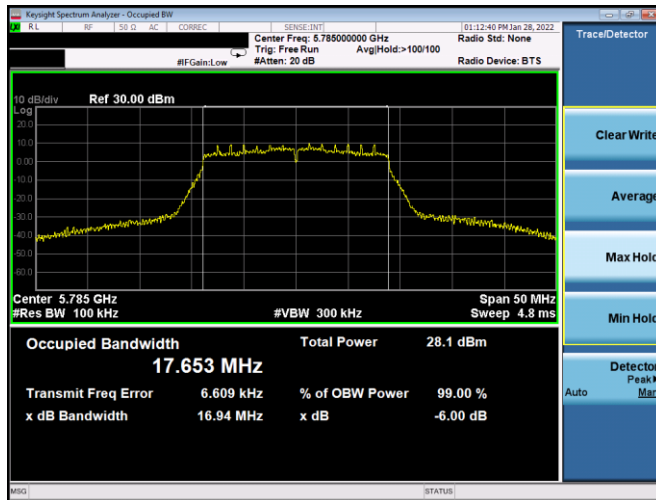 Keysight Spectrum Analyzer - Occupied BW
RL RF 50 Ω AC CORREC SENSE:INT 01:12:40 PM Jan 28, 2022
Center Freq: 5.785000000 GHz Radio Std: None
Trig: Free Run Avg|Hold:>100/100
#IFGain:Low #Atten: 20 dB Radio Device: BTS
Trace/Detector
10 dB/div Ref 30.00 dBm
Log
20.0
10.0
0.00
-10.0
-20.0
-30.0
-40.0
-50.0
-60.0
Center 5.785 GHz Span 50 MHz
#Res BW 100 kHz #VBW 300 kHz Sweep 4.8 ms
Occupied Bandwidth Total Power 28.1 dBm
17.653 MHz
Transmit Freq Error 6.609 kHz % of OBW Power 99.00 %
x dB Bandwidth 16.94 MHz x dB -6.00 dB
Clear Write
Average
Max Hold
Min Hold
Detector
Peak
Auto Man
MSG STATUS